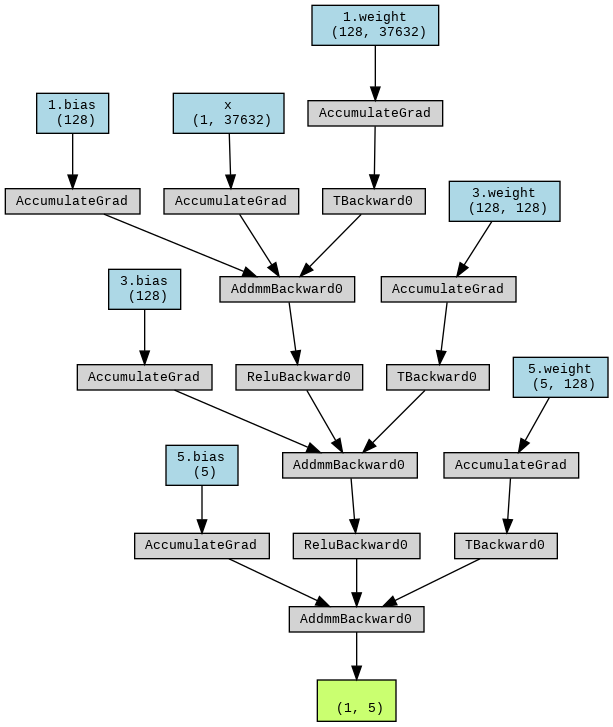 1.weight
(128, 37632)
1.bias
(128)
x
(1, 37632)
AccumulateGrad
AccumulateGrad
AccumulateGrad
TBackward0
3.weight
(128, 128)
3.bias
(128)
AddmmBackward0
AccumulateGrad
AccumulateGrad
ReluBackward0
TBackward0
5.weight
(5, 128)
5.bias
(5)
AddmmBackward0
AccumulateGrad
AccumulateGrad
ReluBackward0
TBackward0
AddmmBackward0
(1, 5)